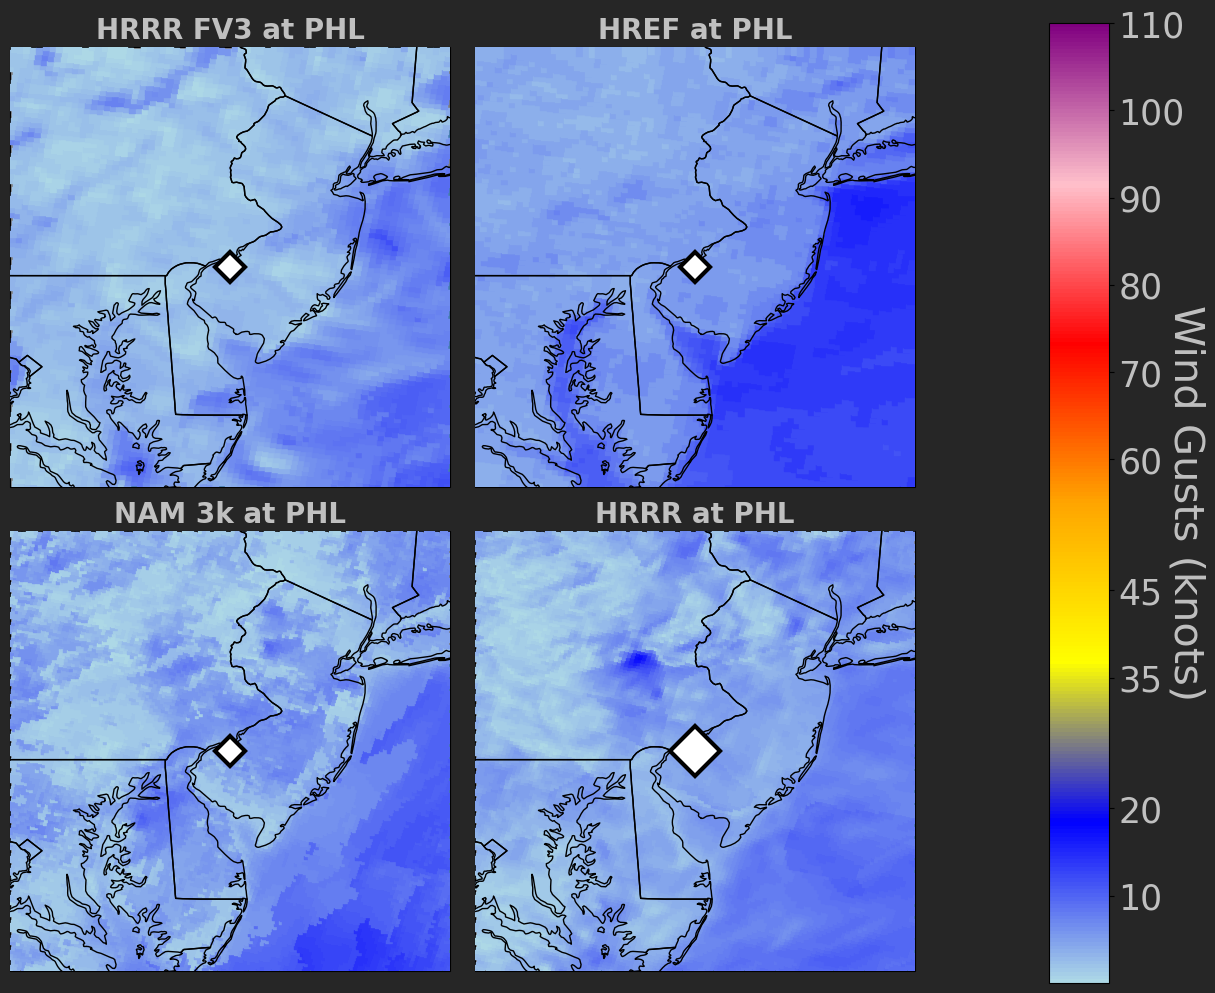 HRRR FV3 at PHL
HREF at PHL
NAM 3k at PHL
HRRR at PHL
110
100
90
80
70
60
45
35
20
10
Wind Gusts (knots)